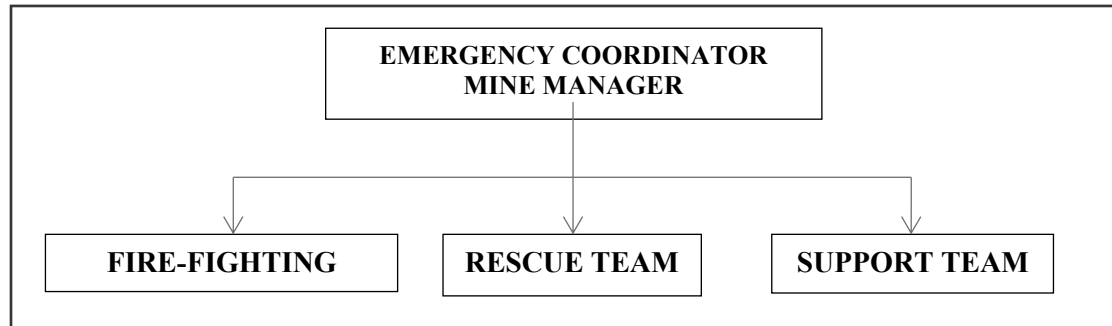 EMERGENCY COORDINATOR
MINE MANAGER
FIRE-FIGHTING
RESCUE TEAM
SUPPORT TEAM